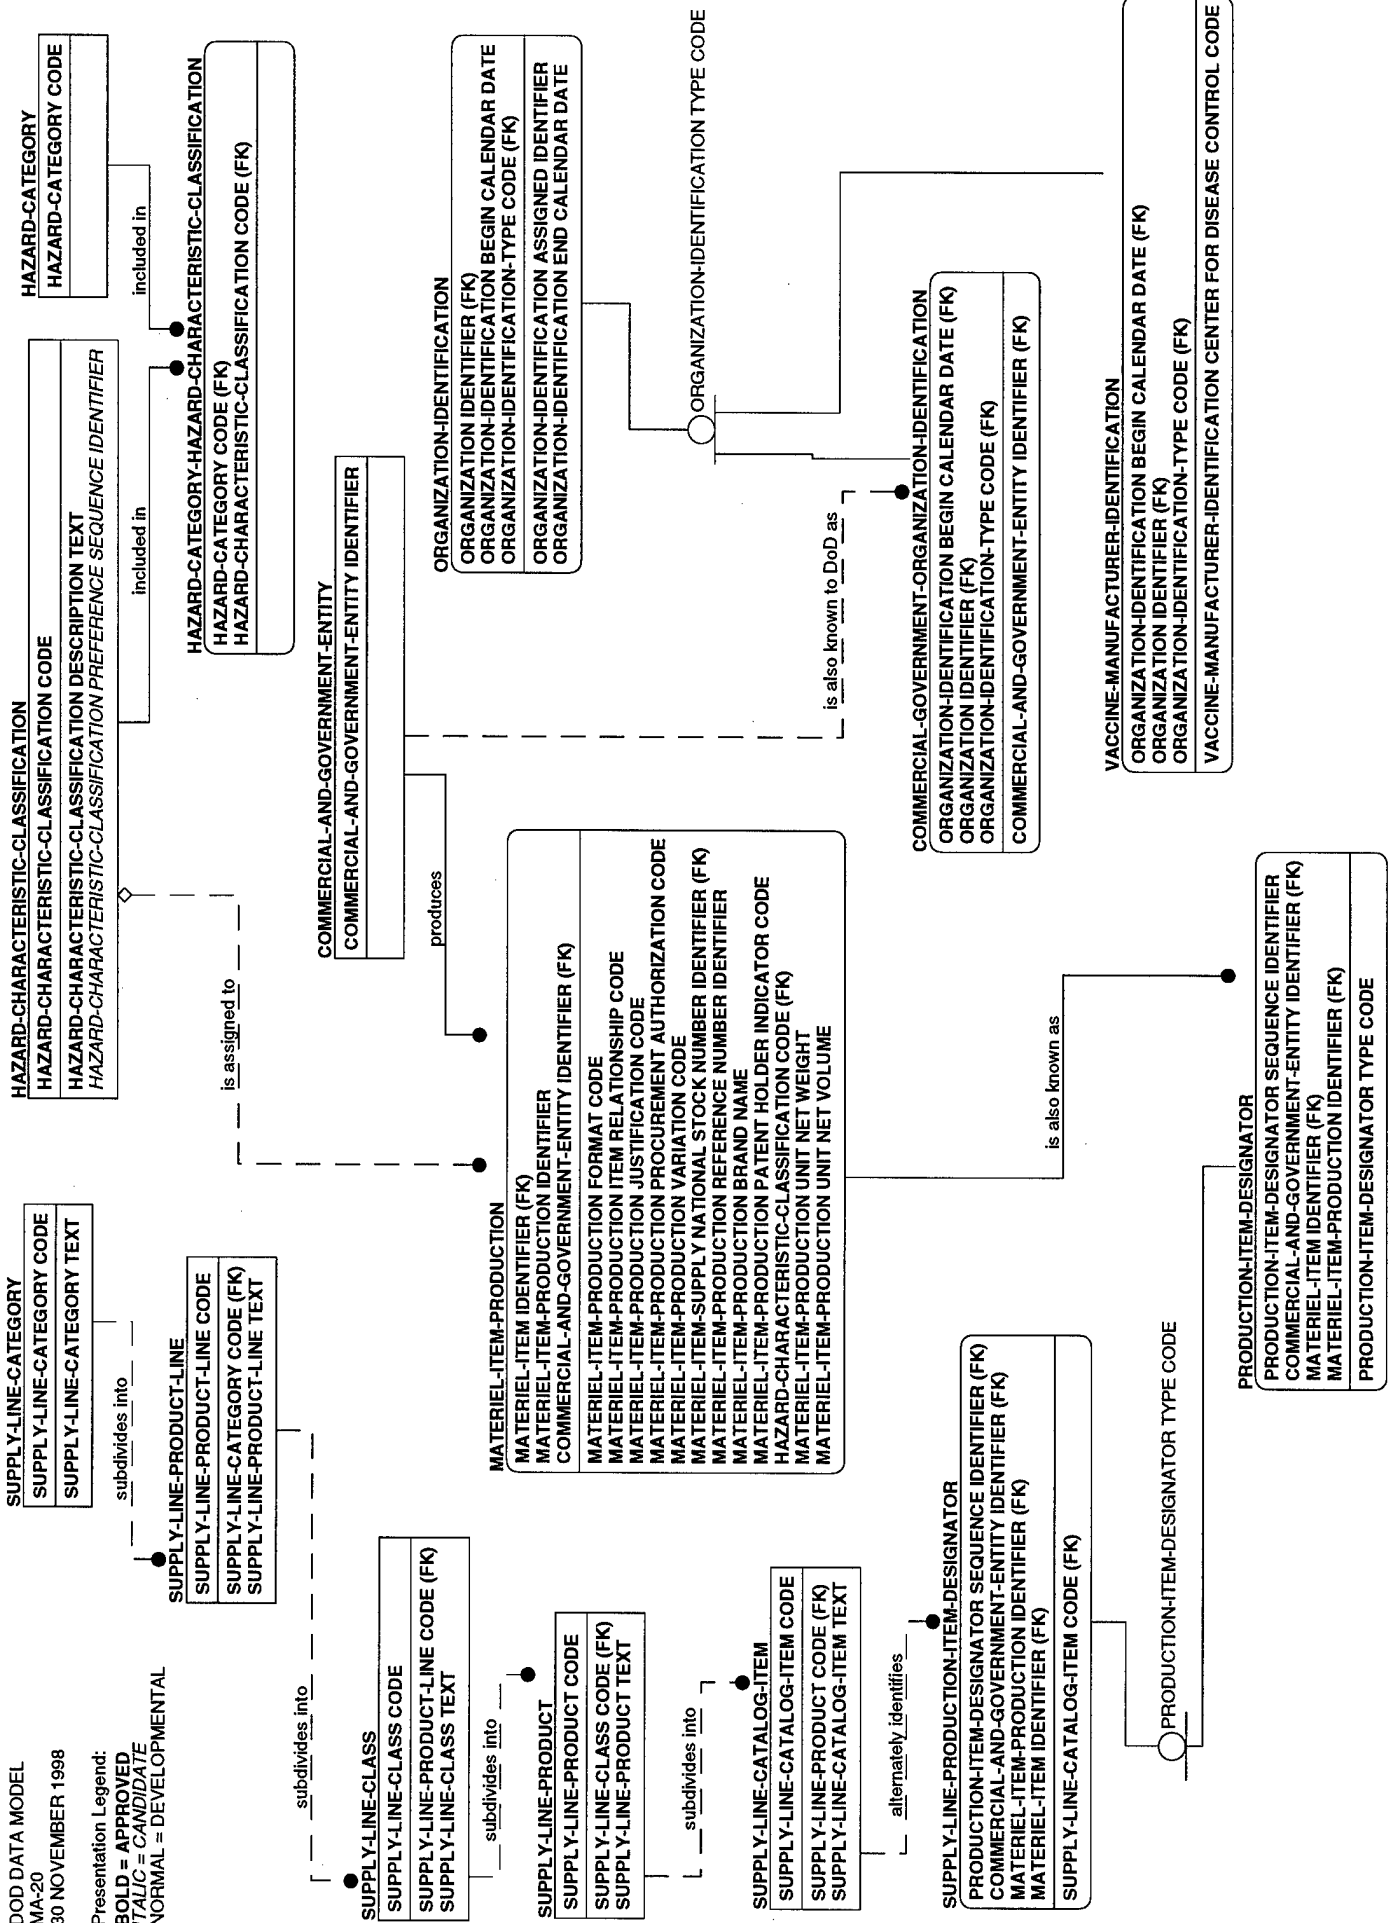 DOD DATA MODEL
MA-20
30 NOVEMBER 1998
Presentation Legend:
BOLD = APPROVED
ITALIC = CANDIDATE
NORMAL = DEVELOPMENTAL
SUPPLY-LINE-CATEGORY
SUPPLY-LINE-CATEGORY CODE
SUPPLY-LINE-CATEGORY TEXT
subdivides into
SUPPLY-LINE-PRODUCT-LINE
SUPPLY-LINE-PRODUCT-LINE CODE
SUPPLY-LINE-CATEGORY CODE (FK)
SUPPLY-LINE-PRODUCT-LINE TEXT
subdivides into
SUPPLY-LINE-CLASS
SUPPLY-LINE-CLASS CODE
SUPPLY-LINE-PRODUCT-LINE CODE (FK)
SUPPLY-LINE-CLASS TEXT
subdivides into
SUPPLY-LINE-PRODUCT
SUPPLY-LINE-PRODUCT CODE
SUPPLY-LINE-CLASS CODE (FK)
SUPPLY-LINE-PRODUCT TEXT
subdivides into
SUPPLY-LINE-CATALOG-ITEM
SUPPLY-LINE-CATALOG-ITEM CODE
SUPPLY-LINE-PRODUCT CODE (FK)
SUPPLY-LINE-CATALOG-ITEM TEXT
alternately identifies
SUPPLY-LINE-PRODUCTION-ITEM-DESIGNATOR
PRODUCTION-ITEM-DESIGNATOR SEQUENCE IDENTIFIER (FK)
COMMERCIAL-AND-GOVERNMENT-ENTITY IDENTIFIER (FK)
MATERIEL-ITEM-PRODUCTION IDENTIFIER (FK)
MATERIEL-ITEM IDENTIFIER (FK)
SUPPLY-LINE-CATALOG-ITEM CODE (FK)
PRODUCTION-ITEM-DESIGNATOR TYPE CODE
HAZARD-CHARACTERISTIC-CLASSIFICATION
HAZARD-CHARACTERISTIC-CLASSIFICATION CODE
HAZARD-CHARACTERISTIC-CLASSIFICATION DESCRIPTION TEXT
HAZARD-CHARACTERISTIC-CLASSIFICATION PREFERENCE SEQUENCE IDENTIFIER
is assigned to
included in
HAZARD-CATEGORY
HAZARD-CATEGORY CODE
included in
HAZARD-CATEGORY-HAZARD-CHARACTERISTIC-CLASSIFICATION
HAZARD-CATEGORY CODE (FK)
HAZARD-CHARACTERISTIC-CLASSIFICATION CODE (FK)
COMMERCIAL-AND-GOVERNMENT-ENTITY
COMMERCIAL-AND-GOVERNMENT-ENTITY IDENTIFIER
produces
is also known to DoD as
MATERIEL-ITEM-PRODUCTION
MATERIEL-ITEM IDENTIFIER (FK)
MATERIEL-ITEM-PRODUCTION IDENTIFIER
COMMERCIAL-AND-GOVERNMENT-ENTITY IDENTIFIER (FK)
MATERIEL-ITEM-PRODUCTION FORMAT CODE
MATERIEL-ITEM-PRODUCTION ITEM RELATIONSHIP CODE
MATERIEL-ITEM-PRODUCTION JUSTIFICATION CODE
MATERIEL-ITEM-PRODUCTION PROCUREMENT AUTHORIZATION CODE
MATERIEL-ITEM-PRODUCTION VARIATION CODE
MATERIEL-ITEM-SUPPLY NATIONAL STOCK NUMBER IDENTIFIER (FK)
MATERIEL-ITEM-PRODUCTION REFERENCE NUMBER IDENTIFIER
MATERIEL-ITEM-PRODUCTION BRAND NAME
MATERIEL-ITEM-PRODUCTION PATENT HOLDER INDICATOR CODE
HAZARD-CHARACTERISTIC-CLASSIFICATION CODE (FK)
MATERIEL-ITEM-PRODUCTION UNIT NET WEIGHT
MATERIEL-ITEM-PRODUCTION UNIT NET VOLUME
is also known as
PRODUCTION-ITEM-DESIGNATOR
PRODUCTION-ITEM-DESIGNATOR SEQUENCE IDENTIFIER
COMMERCIAL-AND-GOVERNMENT-ENTITY IDENTIFIER (FK)
MATERIEL-ITEM IDENTIFIER (FK)
MATERIEL-ITEM-PRODUCTION IDENTIFIER (FK)
PRODUCTION-ITEM-DESIGNATOR TYPE CODE
ORGANIZATION-IDENTIFICATION
ORGANIZATION IDENTIFIER (FK)
ORGANIZATION-IDENTIFICATION BEGIN CALENDAR DATE
ORGANIZATION-IDENTIFICATION-TYPE CODE (FK)
ORGANIZATION-IDENTIFICATION ASSIGNED IDENTIFIER
ORGANIZATION-IDENTIFICATION END CALENDAR DATE
ORGANIZATION-IDENTIFICATION TYPE CODE
COMMERCIAL-GOVERNMENT-ORGANIZATION-IDENTIFICATION
ORGANIZATION-IDENTIFICATION BEGIN CALENDAR DATE (FK)
ORGANIZATION IDENTIFIER (FK)
ORGANIZATION-IDENTIFICATION-TYPE CODE (FK)
COMMERCIAL-AND-GOVERNMENT-ENTITY IDENTIFIER (FK)
VACCINE-MANUFACTURER-IDENTIFICATION
ORGANIZATION-IDENTIFICATION BEGIN CALENDAR DATE (FK)
ORGANIZATION IDENTIFIER (FK)
ORGANIZATION-IDENTIFICATION-TYPE CODE (FK)
VACCINE-MANUFACTURER-IDENTIFICATION CENTER FOR DISEASE CONTROL CODE